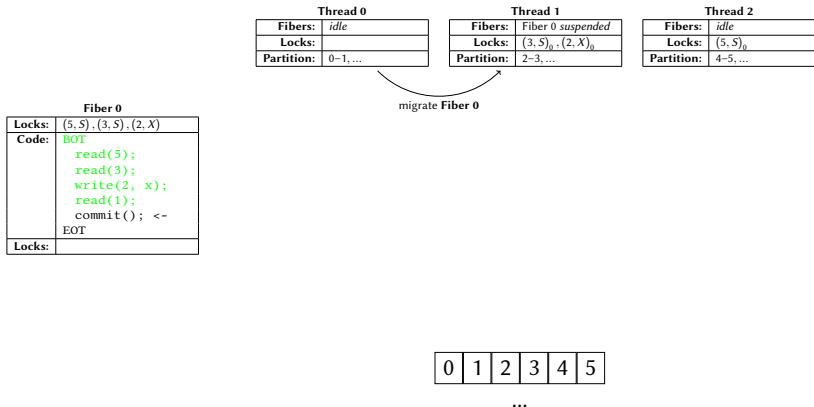 Thread 0
Fibers: idle
Locks:
Partition: 0–1, ...
Thread 1
Fibers: Fiber 0 suspended
Locks: (3, S)₀ , (2, X)₀
Partition: 2–3, ...
Thread 2
Fibers: idle
Locks: (5, S)₀
Partition: 4–5, ...
migrate Fiber 0
Fiber 0
Locks: (5, S) , (3, S) , (2, X)
Code: BOT
read(5);
read(3);
write(2, x);
read(1);
commit(); <-
EOT
Locks:
0 1 2 3 4 5
...